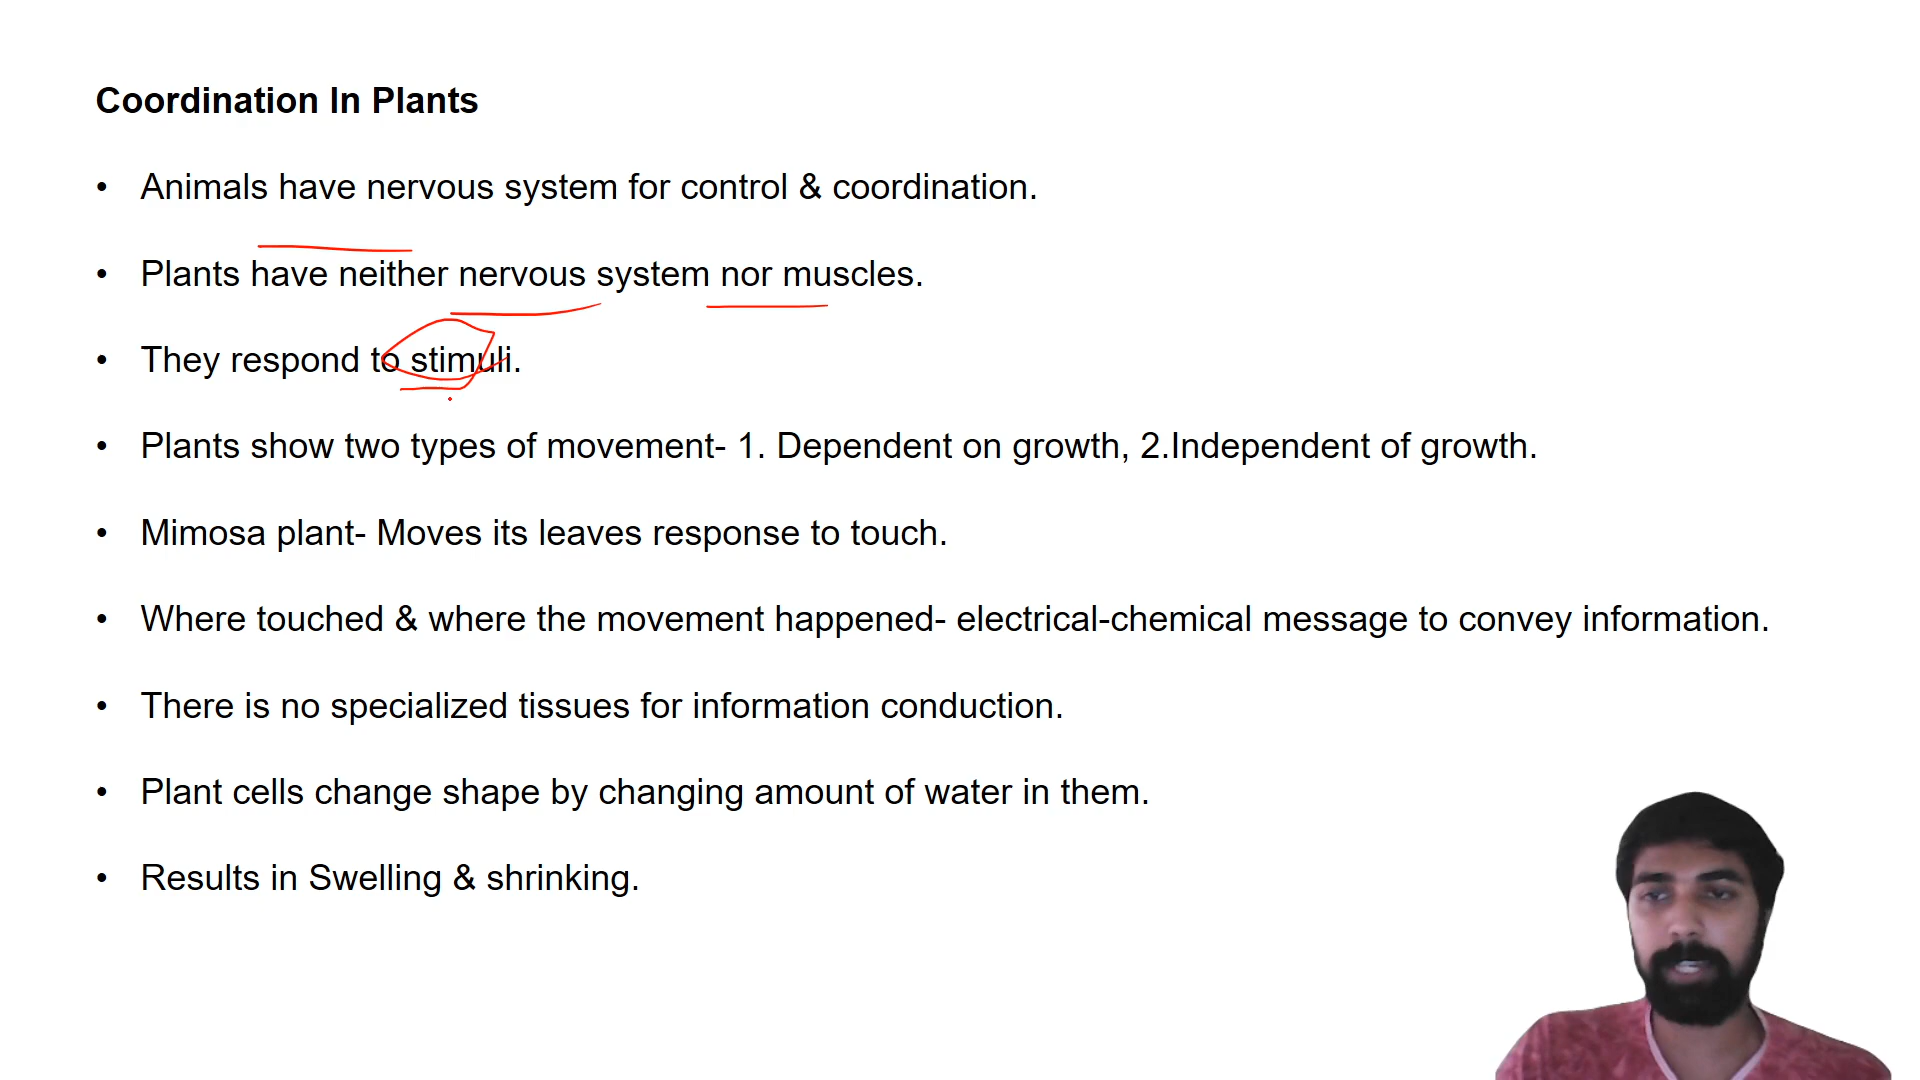 Coordination In Plants
• Animals have nervous system for control & coordination.
• Plants have neither nervous system nor muscles.
• They respond to stimuli.
• Plants show two types of movement- 1. Dependent on growth, 2.Independent of growth.
• Mimosa plant- Moves its leaves response to touch.
• Where touched & where the movement happened- electrical-chemical message to convey information.
• There is no specialized tissues for information conduction.
• Plant cells change shape by changing amount of water in them.
• Results in Swelling & shrinking.